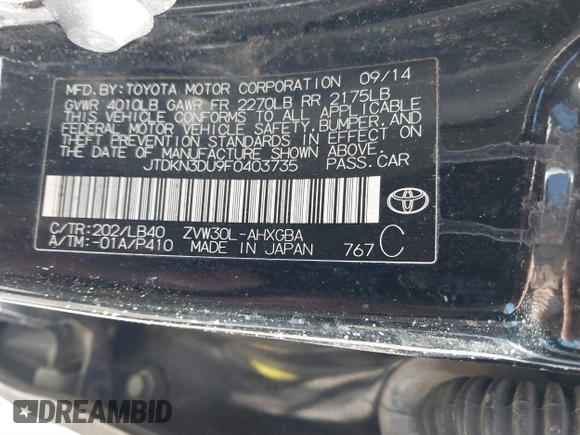 MFD. BY: TOYOTA MOTOR CORPORATION 09/14
GVWR 4010LB GAWR FR 2270LB RR 2175LB
THIS VEHICLE CONFORMS TO ALL APPLICABLE
FEDERAL MOTOR VEHICLE SAFETY, BUMPER, AND
THEFT PREVENTION STANDARDS IN EFFECT ON
THE DATE OF MANUFACTURE SHOWN ABOVE.
JTDKN3DU9F0403735 PASS. CAR
C/TR: 202/LB40 ZVW30L-AHXGBA
A/TM: -01A/P410 MADE IN JAPAN 767 C
DREAMBID